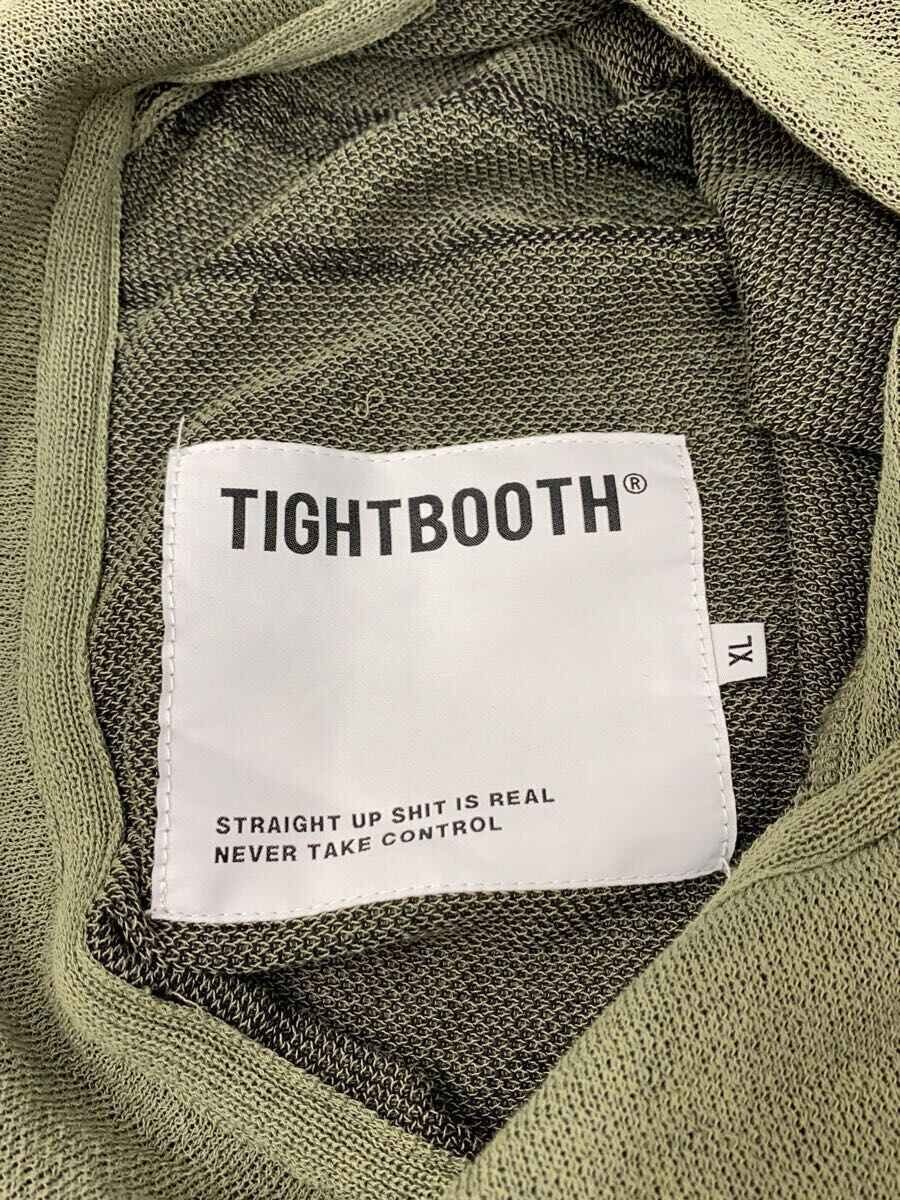 TIGHTBOOTH®
XL
STRAIGHT UP SHIT IS REAL
NEVER TAKE CONTROL